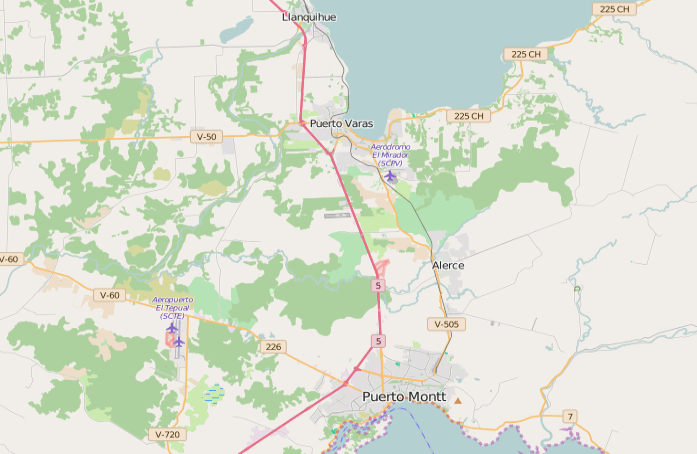 225 CH
Llanquihue
225 CH
225 CH
Puerto Varas
V-50
Aeródromo
El Mirador
(SCPV)
V-60
Alerce
5
V-60
Aeropuerto
El Tepual
(SCTE)
V-505
5
226
Puerto Montt
7
V-720